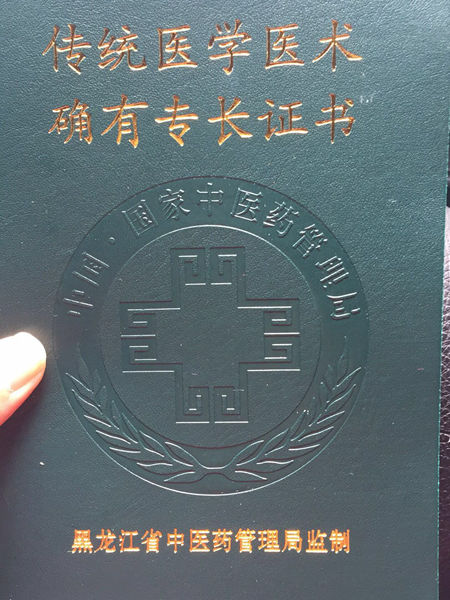 传统医学医术
确有专长证书
中国·国家中医药管理局
黑龙江省中医药管理局监制